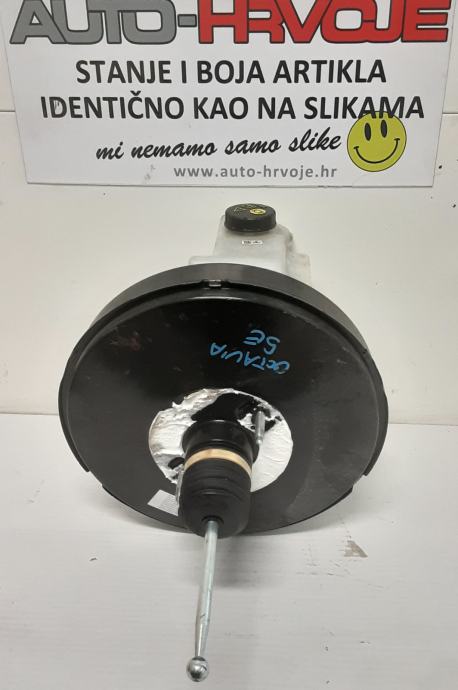 AUTO-HRVOJE
STANJE I BOJA ARTIKLA
IDENTIČNO KAO NA SLIKAMA
mi nemamo samo slike
www.auto-hrvoje.hr
OCTAVIA
5E